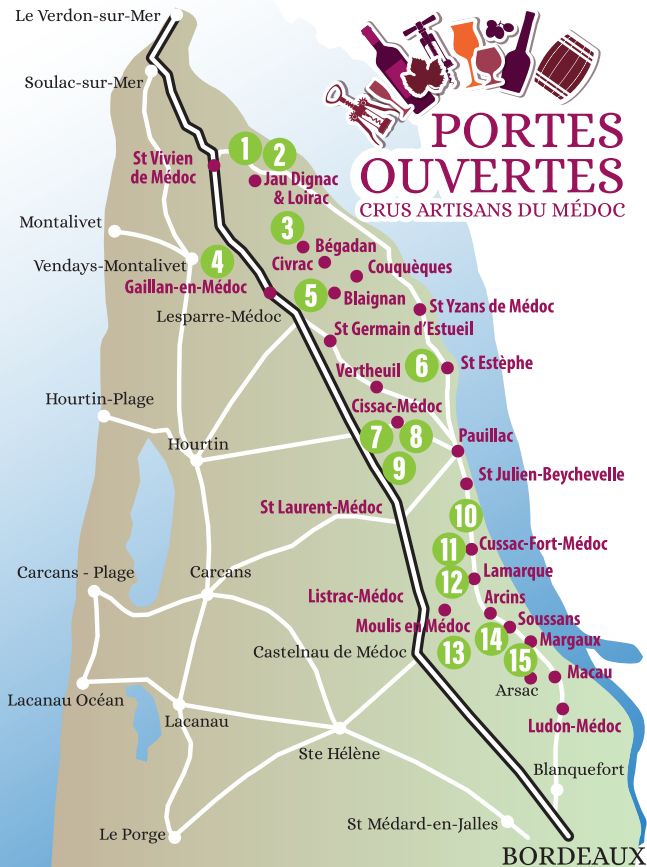 Le Verdon-sur-Mer
Soulac-sur-Mer
PORTES
OUVERTES
CRUS ARTISANS DU MÉDOC
1
2
St Vivien
de Médoc
Jau Dignac
& Loirac
Montalivet
3
Bégadan
Vendays-Montalivet
4
Civrac
Couquèques
Gaillan-en-Médoc
5
Blaignan
Lesparre-Médoc
St Yzans de Médoc
St Germain d'Estueil
6
St Estèphe
Vertheuil
Hourtin-Plage
Cissac-Médoc
7
8
Pauillac
Hourtin
9
St Julien-Beychevelle
St Laurent-Médoc
10
11
Cussac-Fort-Médoc
Carcans - Plage
Carcans
12
Lamarque
Listrac-Médoc
Arcins
Moulis en Médoc
Soussans
14
Margaux
Castelnau de Médoc
13
15
Macau
Arsac
Lacanau Océan
Lacanau
Ludon-Médoc
Ste Hélène
Blanquefort
Le Porge
St Médard-en-Jalles
BORDEAUX